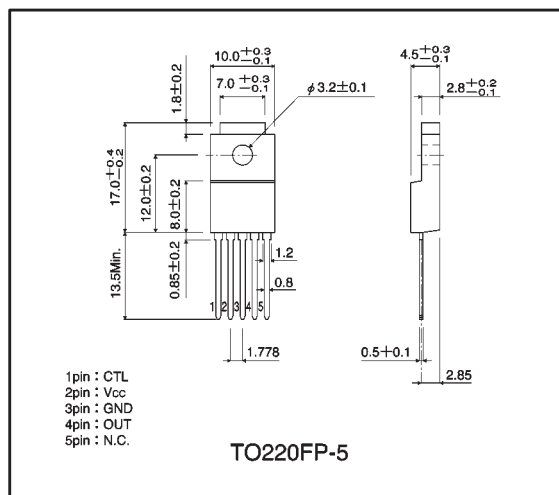 10.0+0.3−0.1
7.0 +0.3−0.1
φ3.2±0.1
1.8±0.2
17.0+0.4−0.2
12.0±0.2
8.0±0.2
13.5Min.
0.85±0.2
1.2
0.8
1 2 3 4 5
1.778
4.5+0.3−0.1
2.8+0.2−0.1
0.5+0.1
2.85
1pin : CTL
2pin : Vcc
3pin : GND
4pin : OUT
5pin : N.C.
TO220FP-5